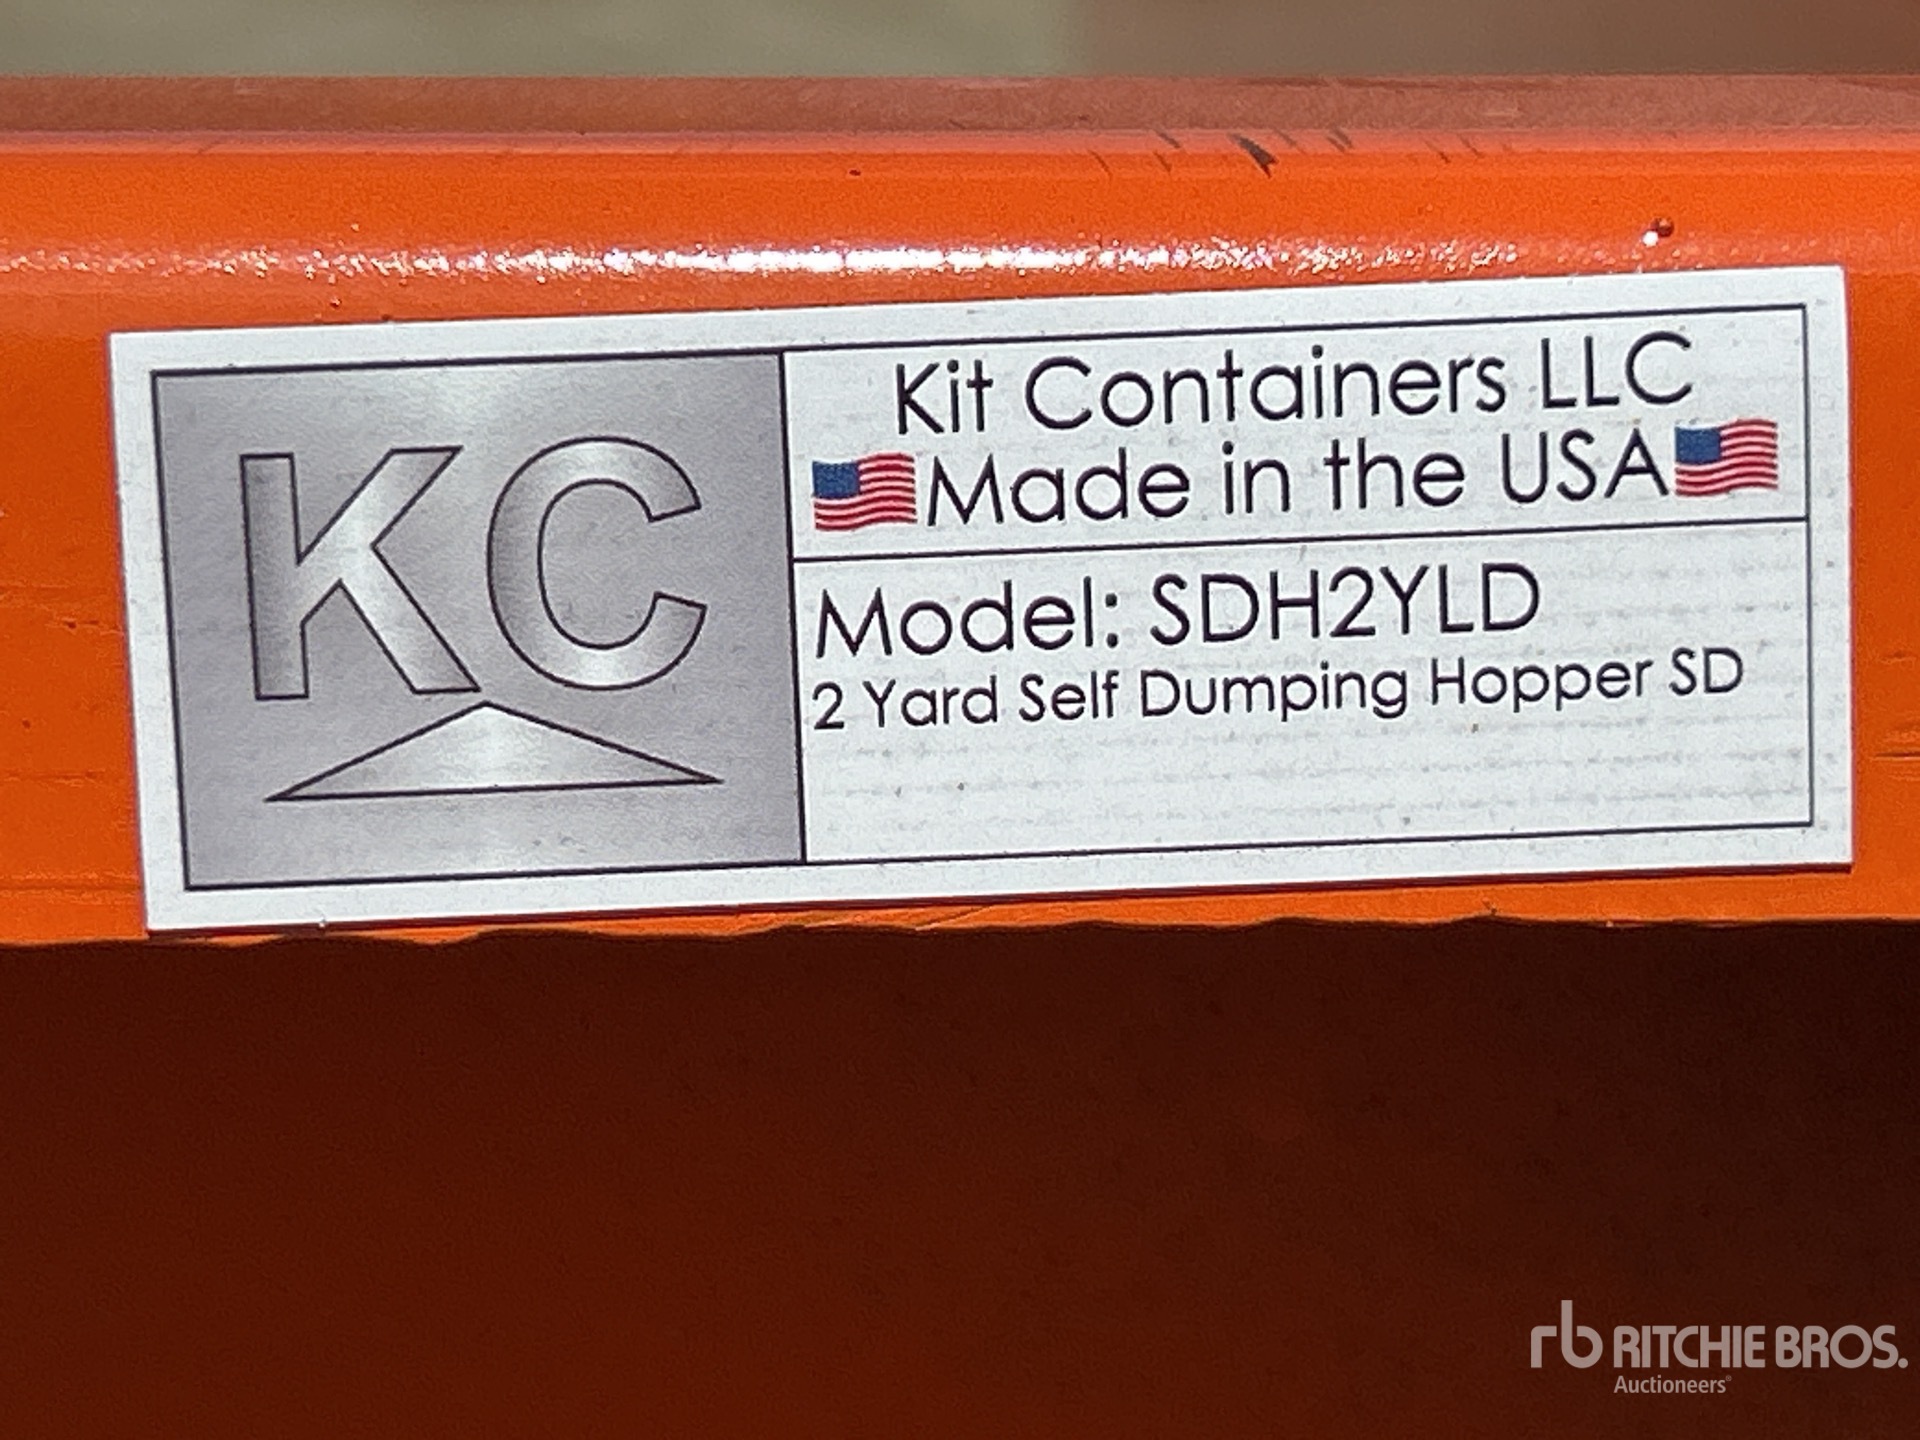 KC
Kit Containers LLC
Made in the USA
Model: SDH2YLD
2 Yard Self Dumping Hopper SD
rb RITCHIE BROS.
Auctioneers®